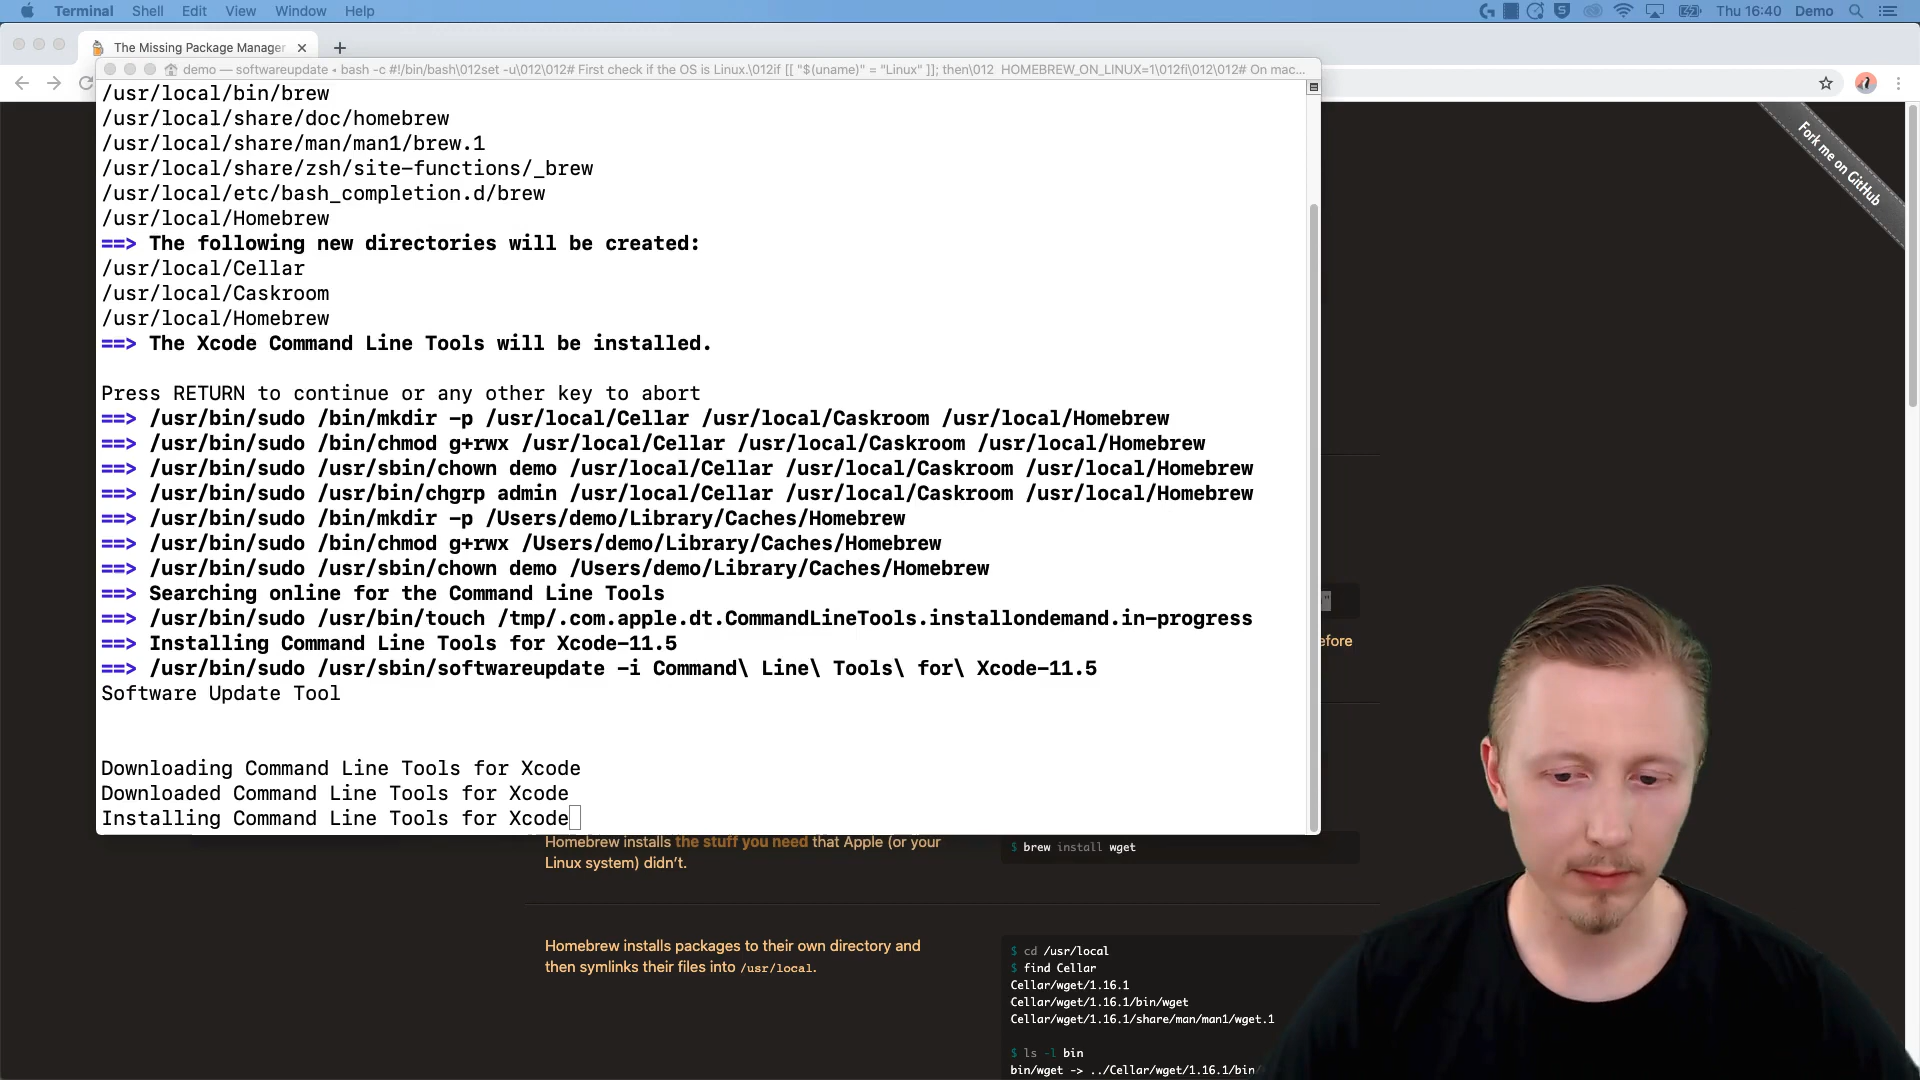 Terminal Shell Edit View Window Help
Thu 16:40 Demo
The Missing Package Manager
demo — softwareupdate • bash -c #!/bin/bash\012set -u\012\012# First check if the OS is Linux.\012if [[ "$(uname)" = "Linux" ]]; then\012 HOMEBREW_ON_LINUX=1\012fi\012\012# On mac...
/usr/local/bin/brew
/usr/local/share/doc/homebrew
/usr/local/share/man/man1/brew.1
/usr/local/share/zsh/site-functions/_brew
/usr/local/etc/bash_completion.d/brew
/usr/local/Homebrew
==> The following new directories will be created:
/usr/local/Cellar
/usr/local/Caskroom
/usr/local/Homebrew
==> The Xcode Command Line Tools will be installed.
Press RETURN to continue or any other key to abort
==> /usr/bin/sudo /bin/mkdir -p /usr/local/Cellar /usr/local/Caskroom /usr/local/Homebrew
==> /usr/bin/sudo /bin/chmod g+rwx /usr/local/Cellar /usr/local/Caskroom /usr/local/Homebrew
==> /usr/bin/sudo /usr/sbin/chown demo /usr/local/Cellar /usr/local/Caskroom /usr/local/Homebrew
==> /usr/bin/sudo /usr/bin/chgrp admin /usr/local/Cellar /usr/local/Caskroom /usr/local/Homebrew
==> /usr/bin/sudo /bin/mkdir -p /Users/demo/Library/Caches/Homebrew
==> /usr/bin/sudo /bin/chmod g+rwx /Users/demo/Library/Caches/Homebrew
==> /usr/bin/sudo /usr/sbin/chown demo /Users/demo/Library/Caches/Homebrew
==> Searching online for the Command Line Tools
==> /usr/bin/sudo /usr/bin/touch /tmp/.com.apple.dt.CommandLineTools.installondemand.in-progress
==> Installing Command Line Tools for Xcode-11.5
==> /usr/bin/sudo /usr/sbin/softwareupdate -i Command\ Line\ Tools\ for\ Xcode-11.5
Software Update Tool
Downloading Command Line Tools for Xcode
Downloaded Command Line Tools for Xcode
Installing Command Line Tools for Xcode
Fork me on GitHub
efore
Homebrew installs the stuff you need that Apple (or your
Linux system) didn't.
$ brew install wget
Homebrew installs packages to their own directory and
then symlinks their files into /usr/local.
$ cd /usr/local
$ find Cellar
Cellar/wget/1.16.1
Cellar/wget/1.16.1/bin/wget
Cellar/wget/1.16.1/share/man/man1/wget.1
$ ls -l bin
bin/wget -> ../Cellar/wget/1.16.1/bin/